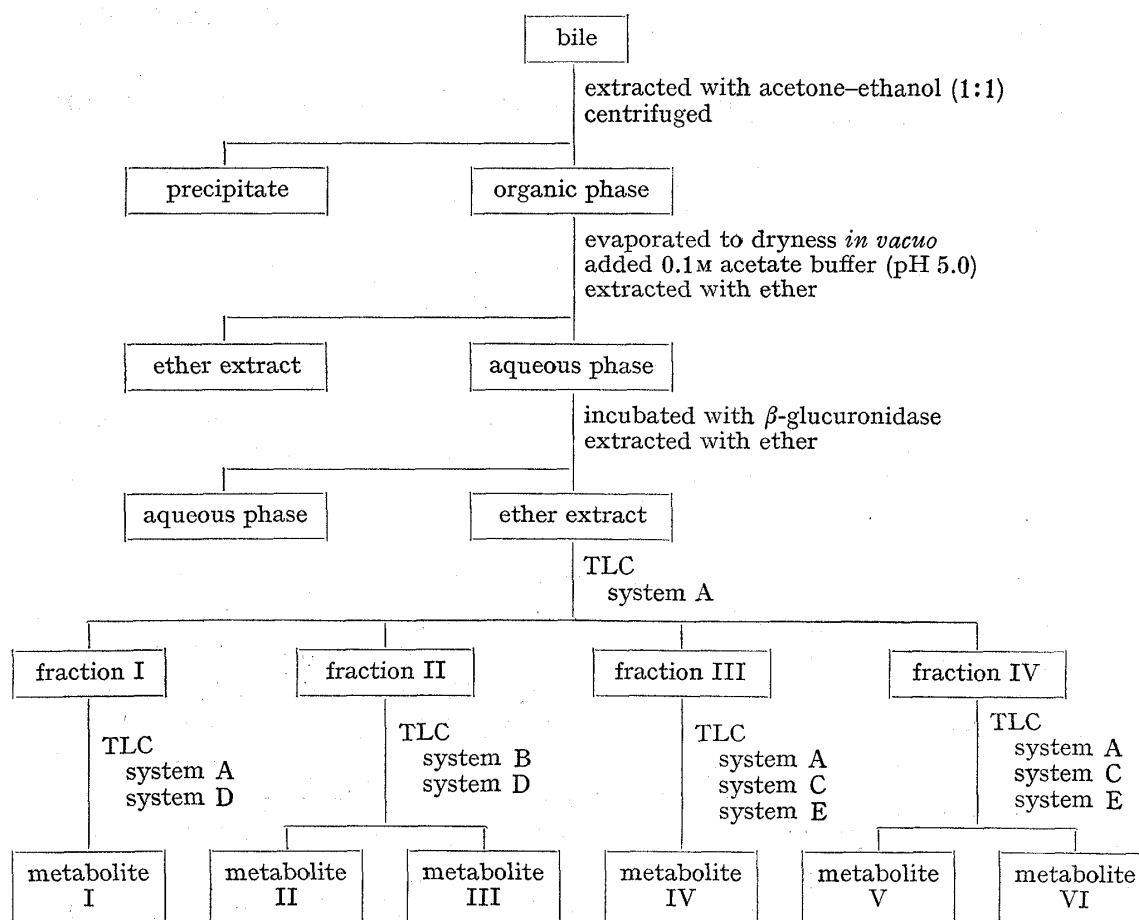 bile
extracted with acetone–ethanol (1:1)
centrifuged
precipitate
organic phase
evaporated to dryness in vacuo
added 0.1M acetate buffer (pH 5.0)
extracted with ether
ether extract
aqueous phase
incubated with β-glucuronidase
extracted with ether
aqueous phase
ether extract
TLC
system A
fraction I
fraction II
fraction III
fraction IV
TLC
system A
system D
TLC
system B
system D
TLC
system A
system C
system E
TLC
system A
system C
system E
metabolite
I
metabolite
II
metabolite
III
metabolite
IV
metabolite
V
metabolite
VI